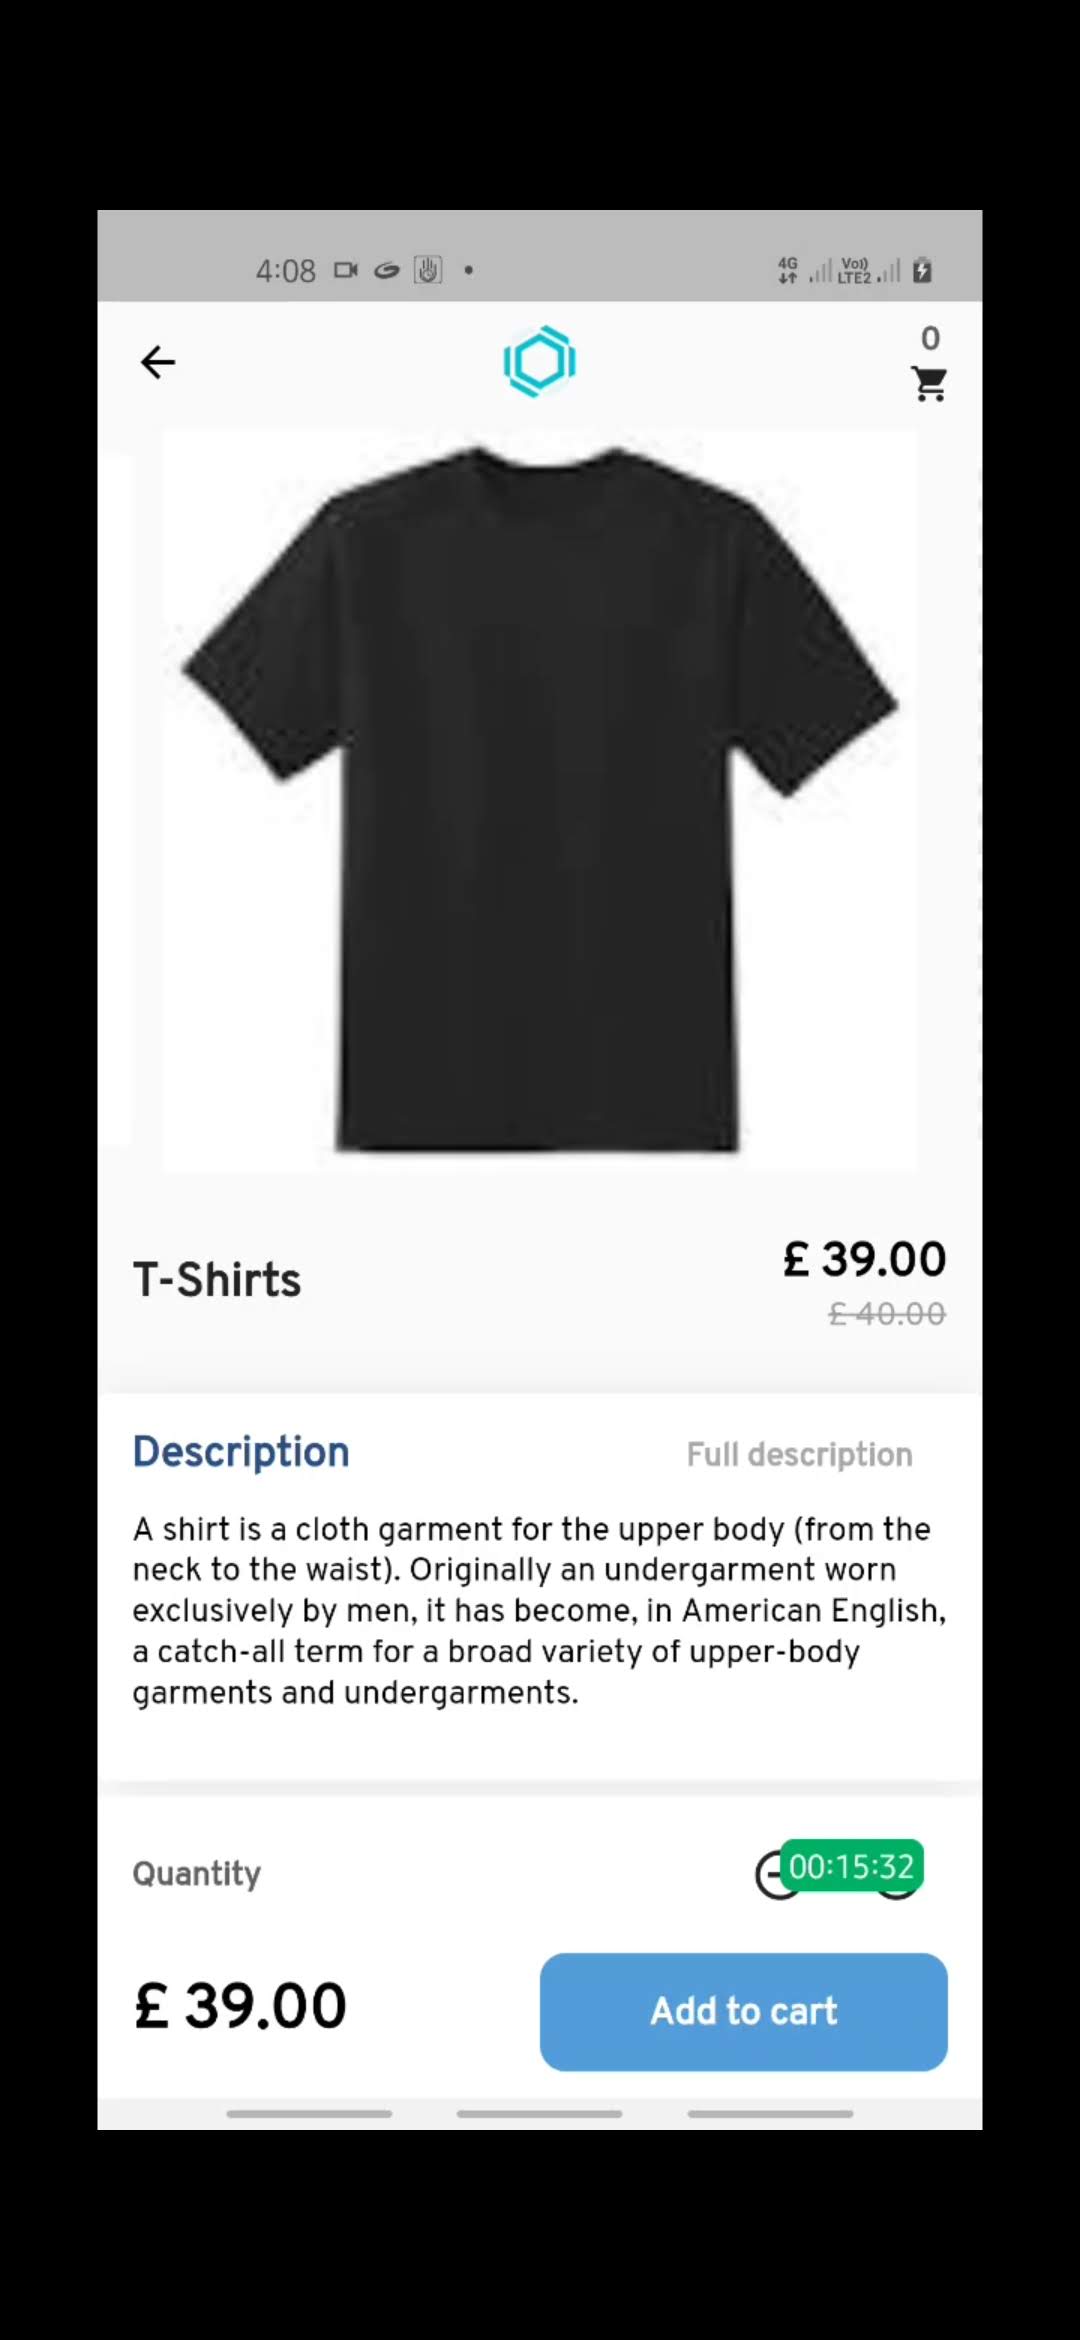 4:08
4G
Vo))
LTE2
0
T-Shirts
£ 39.00
£ 40.00
Description
Full description
A shirt is a cloth garment for the upper body (from the
neck to the waist). Originally an undergarment worn
exclusively by men, it has become, in American English,
a catch-all term for a broad variety of upper-body
garments and undergarments.
Quantity
00:15:32
£ 39.00
Add to cart